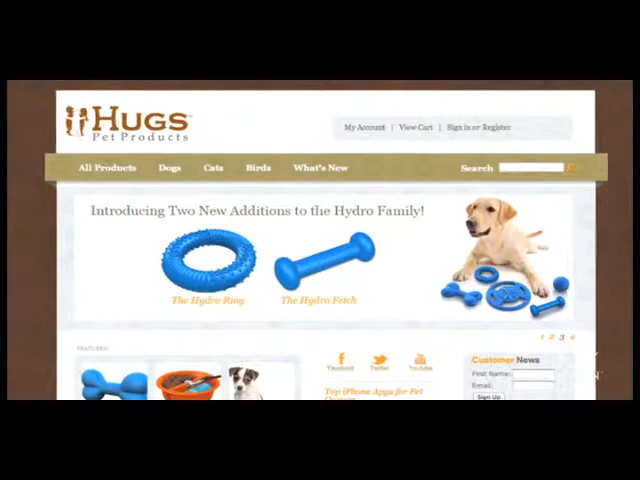 HUGS
Pet Products
My Account | View Cart | Sign in or Register
All Products Dogs Cats Birds What's New Search
Introducing Two New Additions to the Hydro Family!
The Hydro Ring The Hydro Fetch
3
Facebook Twitter Youtube
Customer News
First Name:
Email:
Sign Up
Top iPhone Apps for Pet